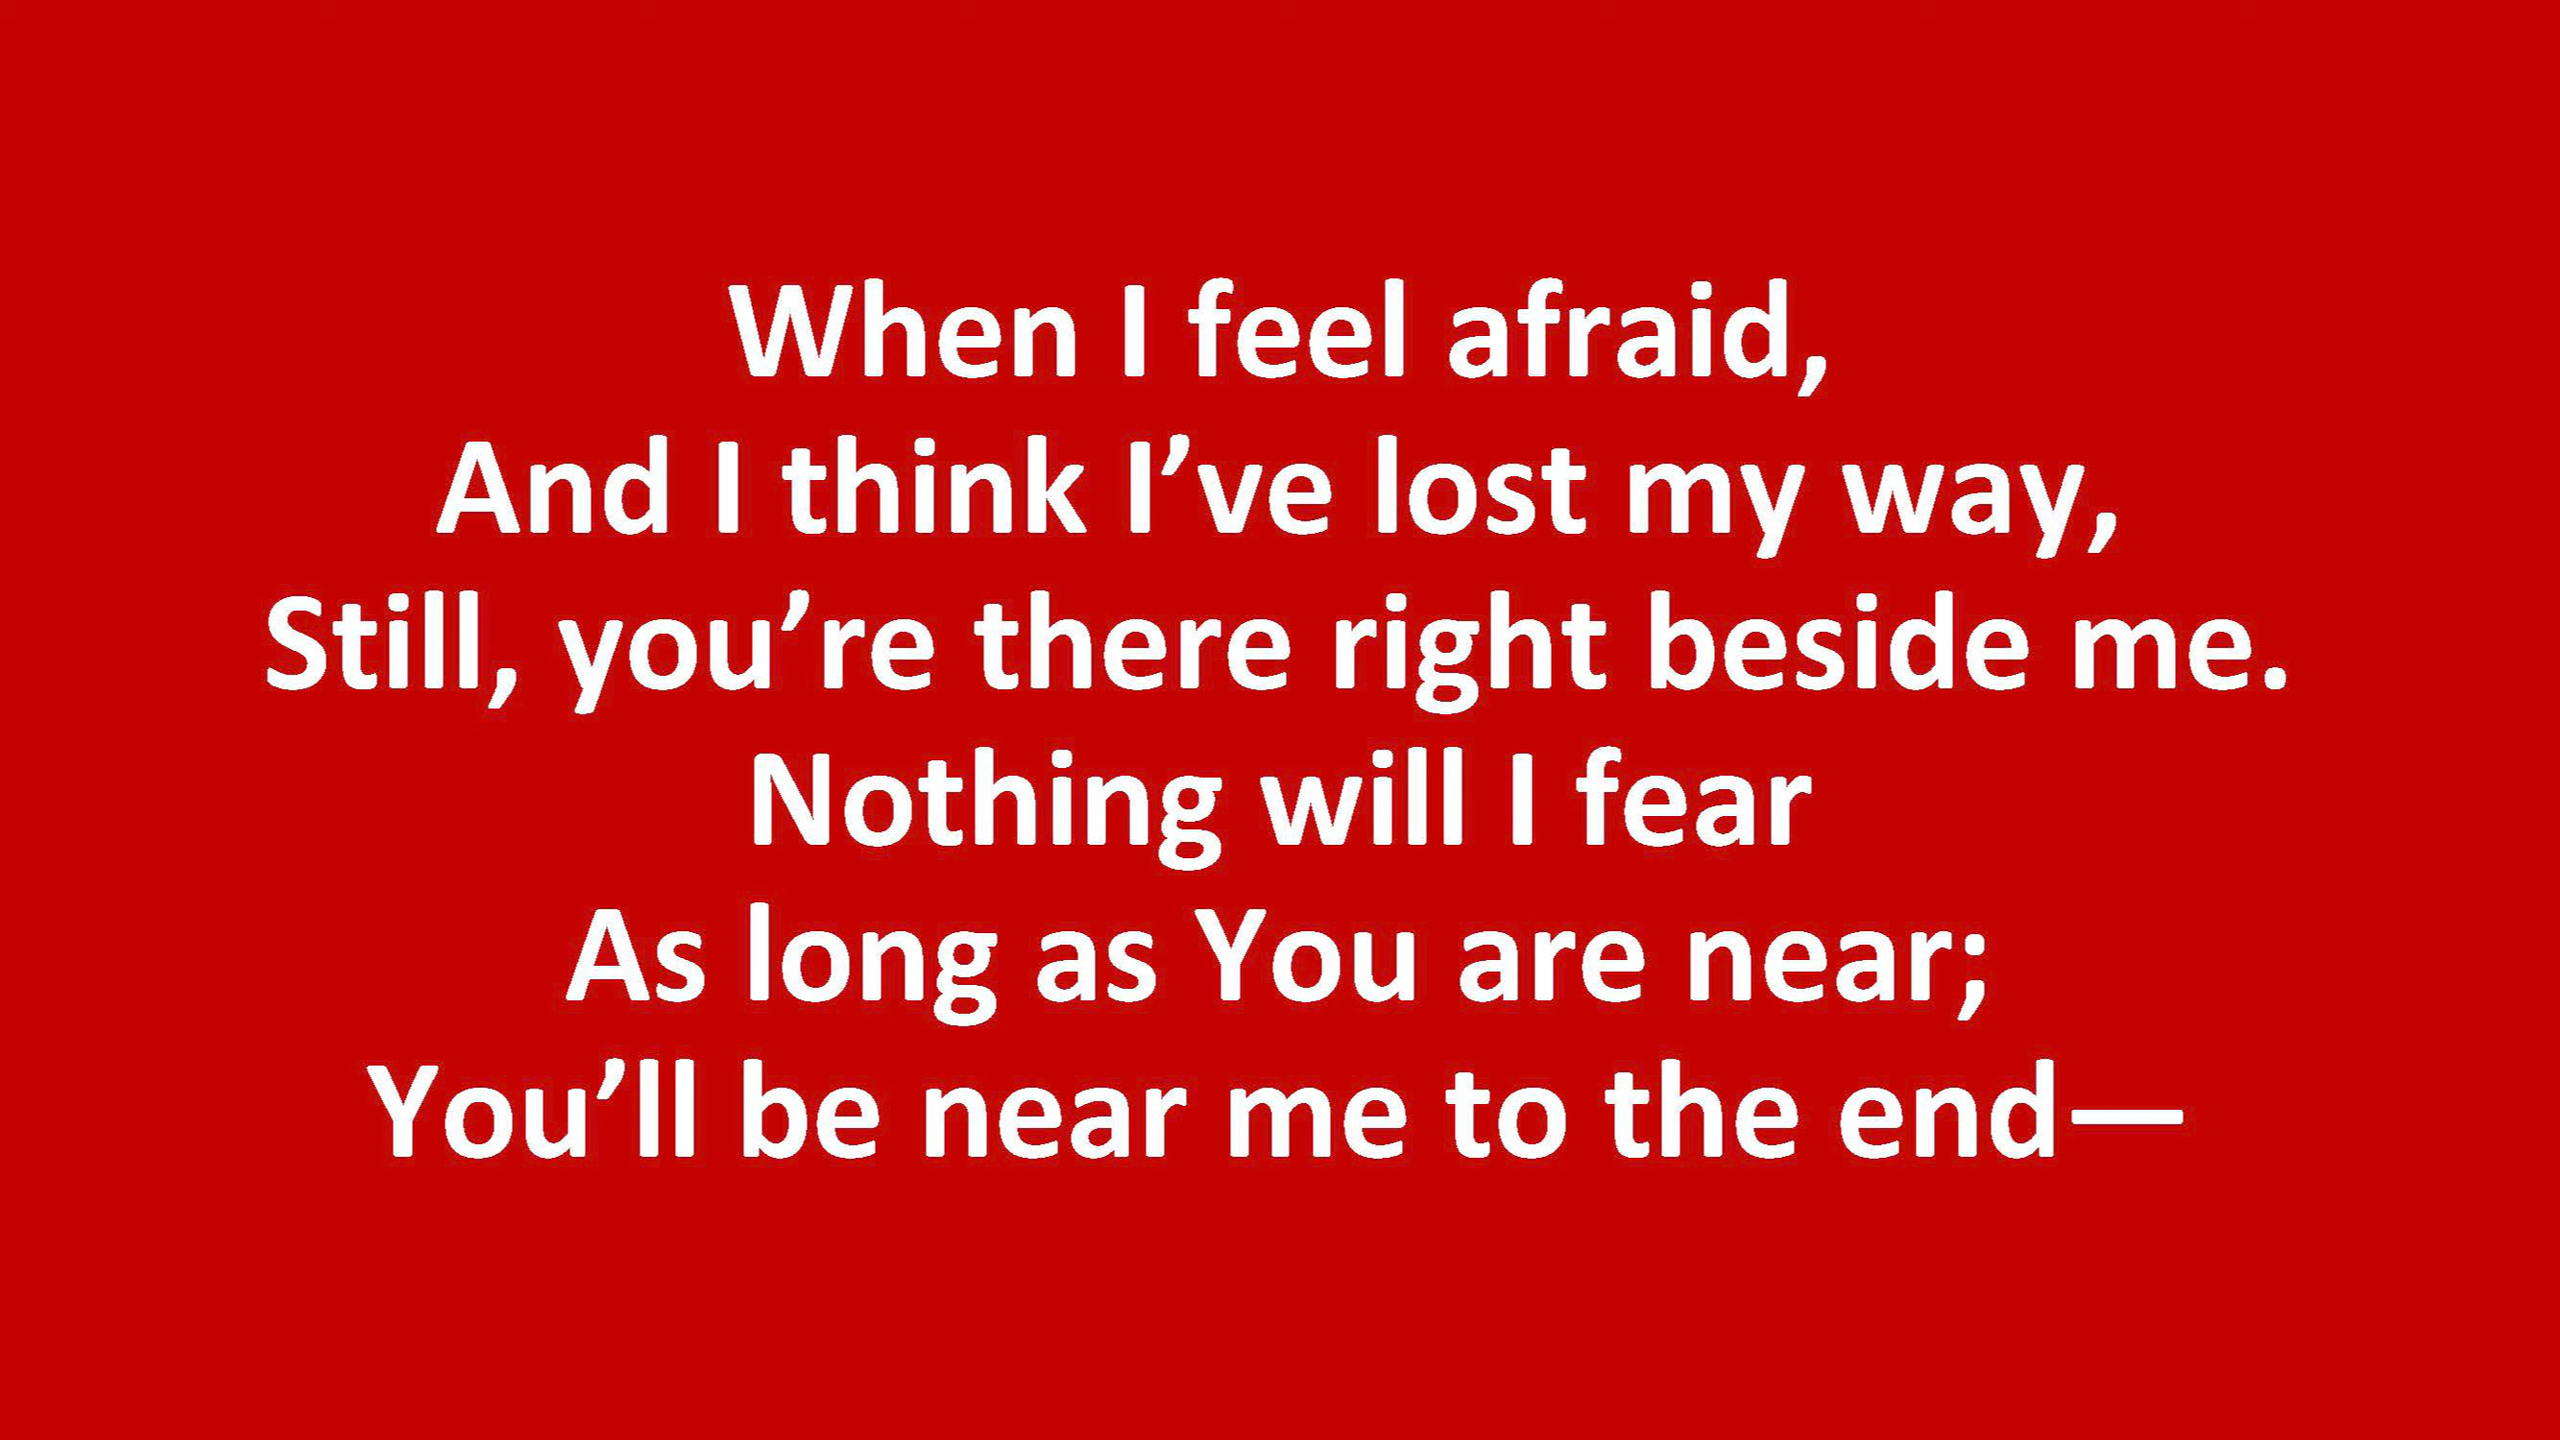 When I feel afraid,
And I think I’ve lost my way,
Still, you’re there right beside me.
Nothing will I fear
As long as You are near;
You’ll be near me to the end—